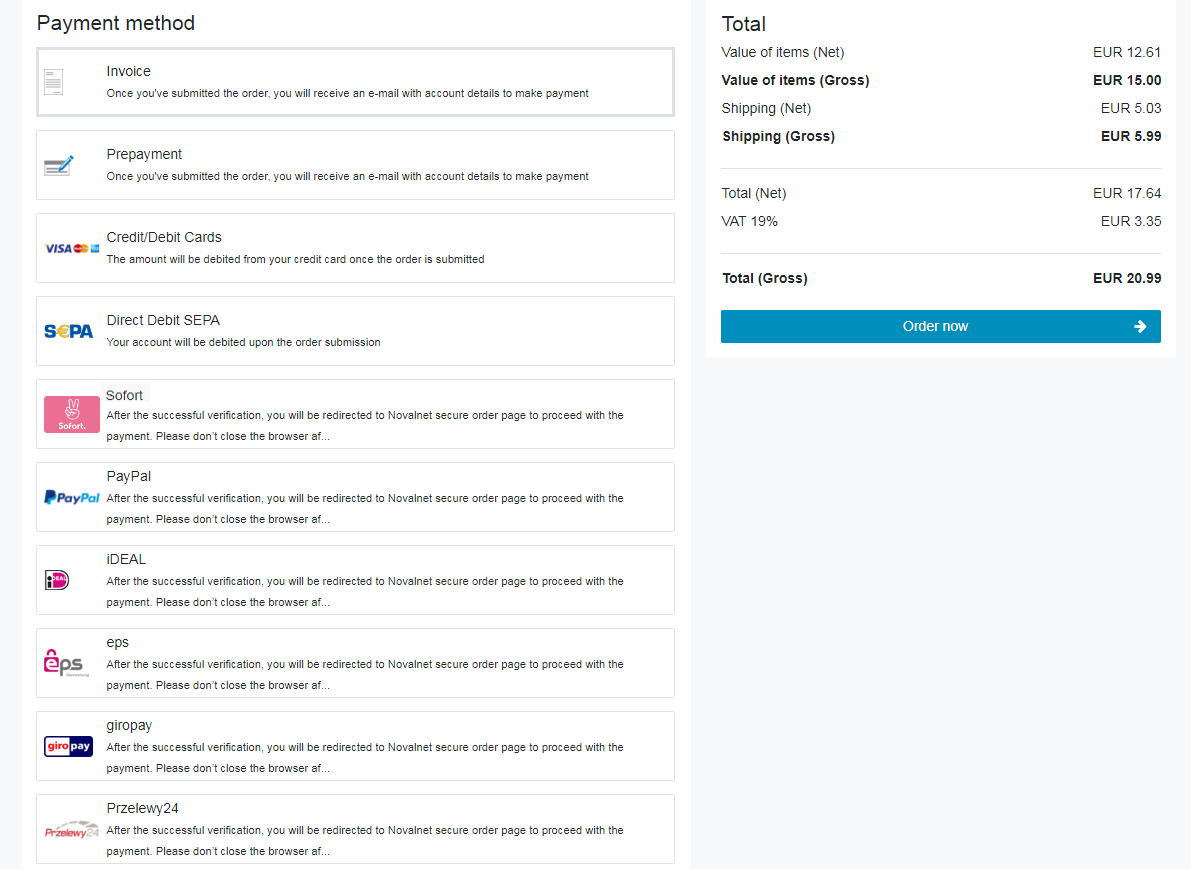 Payment method
Invoice
Once you've submitted the order, you will receive an e-mail with account details to make payment
Prepayment
Once you've submitted the order, you will receive an e-mail with account details to make payment
VISA
Credit/Debit Cards
The amount will be debited from your credit card once the order is submitted
S€PA
Direct Debit SEPA
Your account will be debited upon the order submission
Sofort.
Sofort
After the successful verification, you will be redirected to Novalnet secure order page to proceed with the
payment. Please don't close the browser af...
PayPal
PayPal
After the successful verification, you will be redirected to Novalnet secure order page to proceed with the
payment. Please don't close the browser af...
iDEAL
iDEAL
After the successful verification, you will be redirected to Novalnet secure order page to proceed with the
payment. Please don't close the browser af...
eps
eps
After the successful verification, you will be redirected to Novalnet secure order page to proceed with the
payment. Please don't close the browser af...
giropay
giropay
After the successful verification, you will be redirected to Novalnet secure order page to proceed with the
payment. Please don't close the browser af...
Przelewy24
Przelewy24
After the successful verification, you will be redirected to Novalnet secure order page to proceed with the
payment. Please don't close the browser af...
Total
Value of items (Net) EUR 12.61
Value of items (Gross) EUR 15.00
Shipping (Net) EUR 5.03
Shipping (Gross) EUR 5.99
Total (Net) EUR 17.64
VAT 19% EUR 3.35
Total (Gross) EUR 20.99
Order now